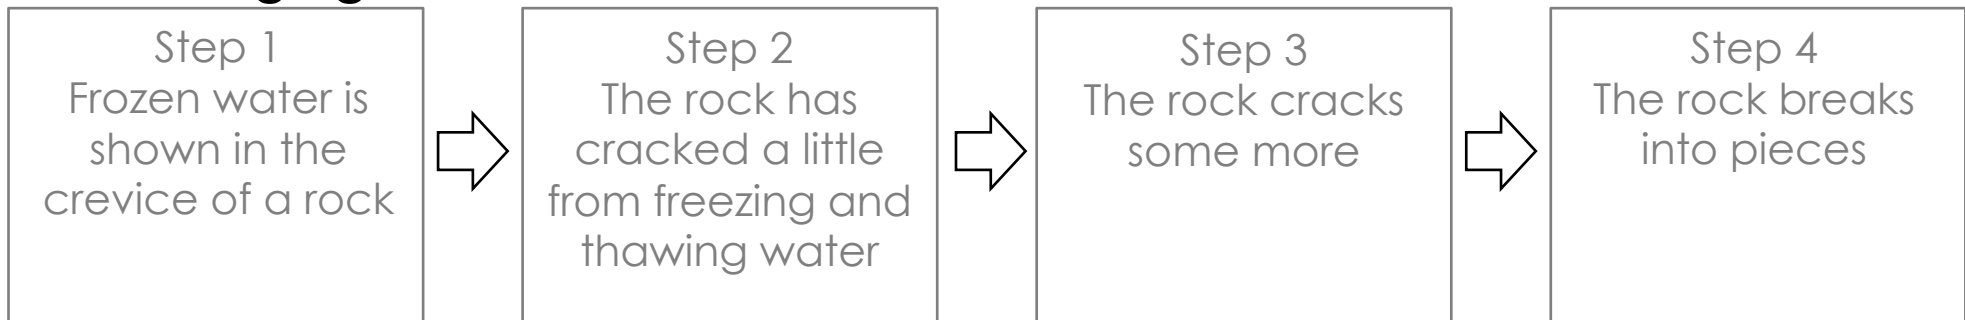 Step 1
Frozen water is
shown in the
crevice of a rock
Step 2
The rock has
cracked a little
from freezing and
thawing water
Step 3
The rock cracks
some more
Step 4
The rock breaks
into pieces